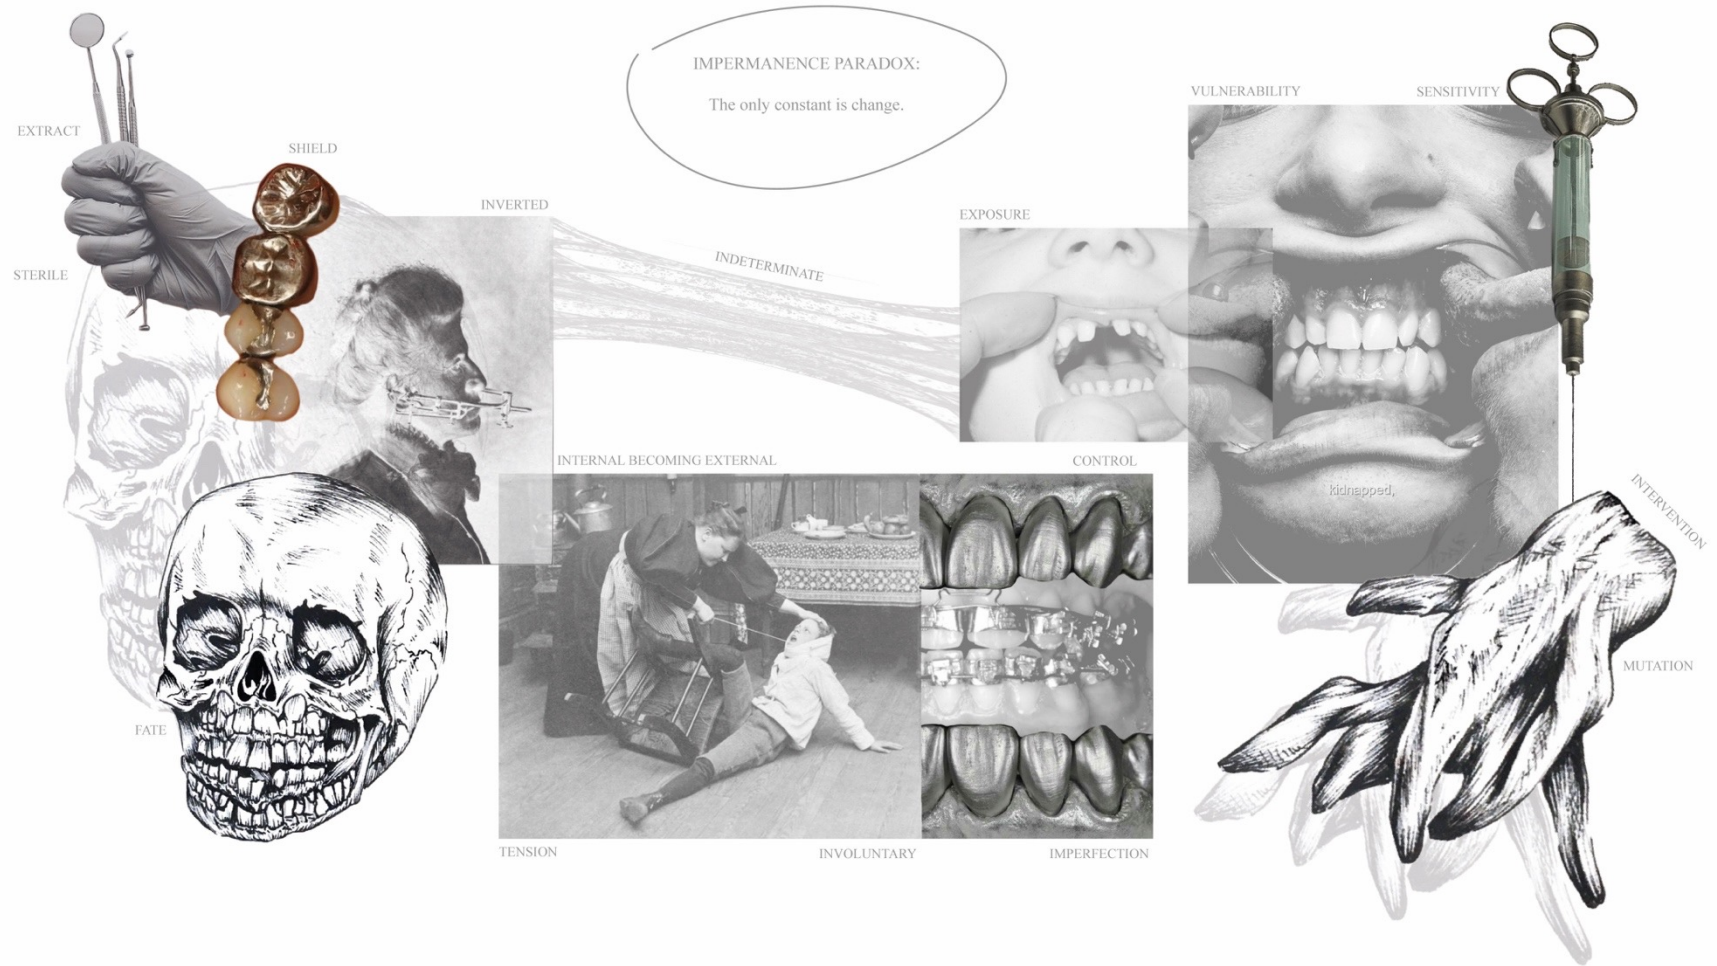 IMPERMANENCE PARADOX:
The only constant is change.
VULNERABILITY
SENSITIVITY
EXTRACT
SHIELD
INVERTED
EXPOSURE
INDETERMINATE
STERILE
INTERNAL BECOMING EXTERNAL
CONTROL
kidnapped,
INTERVENTION
MUTATION
FATE
TENSION
INVOLUNTARY
IMPERFECTION